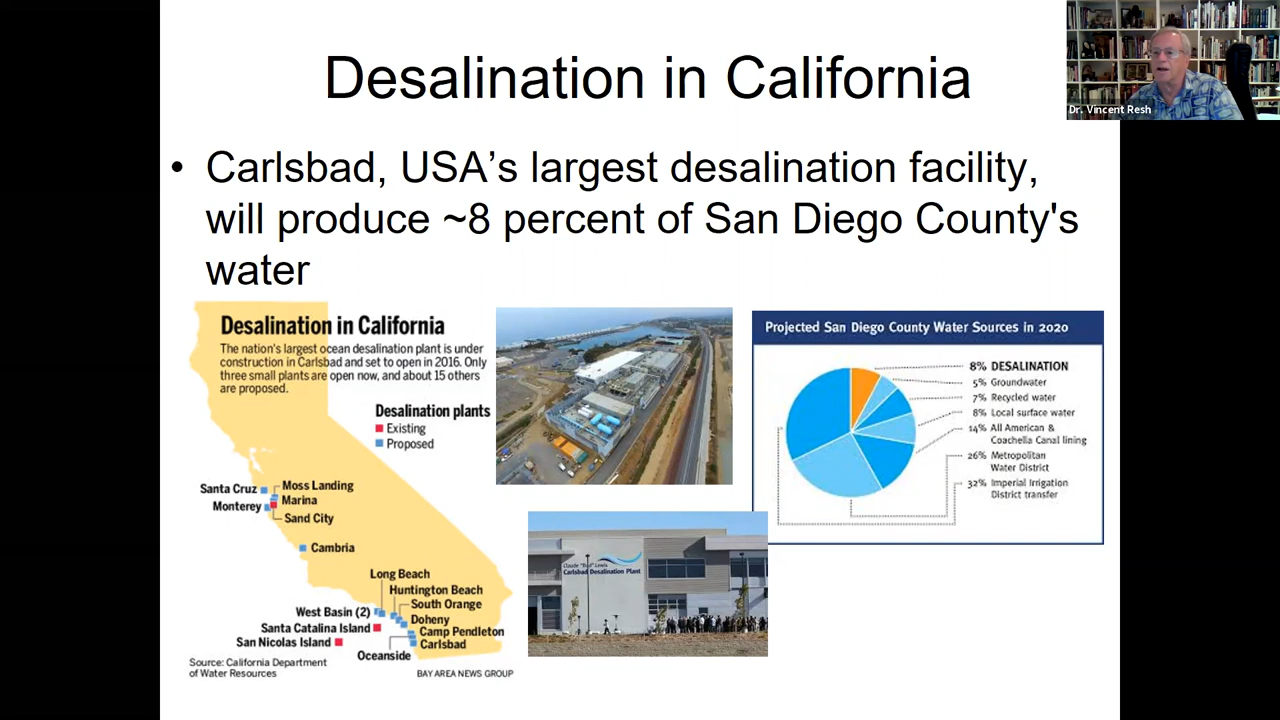 Desalination in California
Dr. Vincent Resh
• Carlsbad, USA's largest desalination facility,
will produce ~8 percent of San Diego County's
water
Desalination in California
The nation's largest ocean desalination plant is under
construction in Carlsbad and set to open in 2016. Only
three small plants are open now, and about 15 others
are proposed.
Desalination plants
Existing
Proposed
Santa Cruz
Moss Landing
Marina
Monterey
Sand City
Cambria
Long Beach
Huntington Beach
South Orange
West Basin (2)
Doheny
Santa Catalina Island
Camp Pendleton
San Nicolas Island
Carlsbad
Oceanside
Source: California Department
of Water Resources
BAY AREA NEWS GROUP
Claude "Bud" Lewis
Carlsbad Desalination Plant
Projected San Diego County Water Sources in 2020
8% DESALINATION
5% Groundwater
7% Recycled water
8% Local surface water
14% All American &
Coachella Canal lining
26% Metropolitan
Water District
32% Imperial Irrigation
District transfer